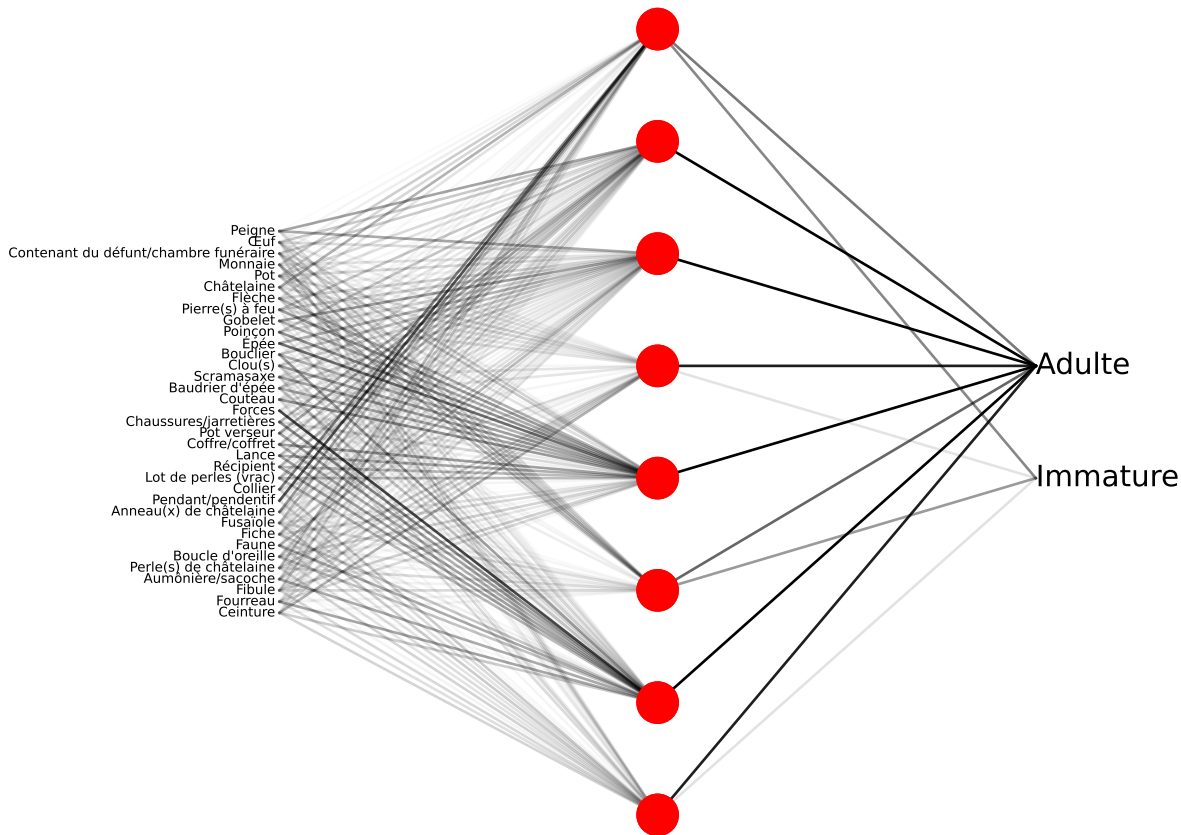 Peigne
Œuf
Contenant du défunt/chambre funéraire
Monnaie
Pot
Châtelaine
Flèche
Pierre(s) à feu
Gobelet
Poinçon
Épée
Bouclier
Clou(s)
Scramasaxe
Baudrier d'épée
Couteau
Forces
Chaussures/jarretières
Pot verseur
Coffre/coffret
Lance
Récipient
Lot de perles (vrac)
Collier
Pendant/pendentif
Anneau(x) de châtelaine
Fusaïole
Fiche
Faune
Boucle d'oreille
Perle(s) de châtelaine
Aumônière/sacoche
Fibule
Fourreau
Ceinture
Adulte
Immature